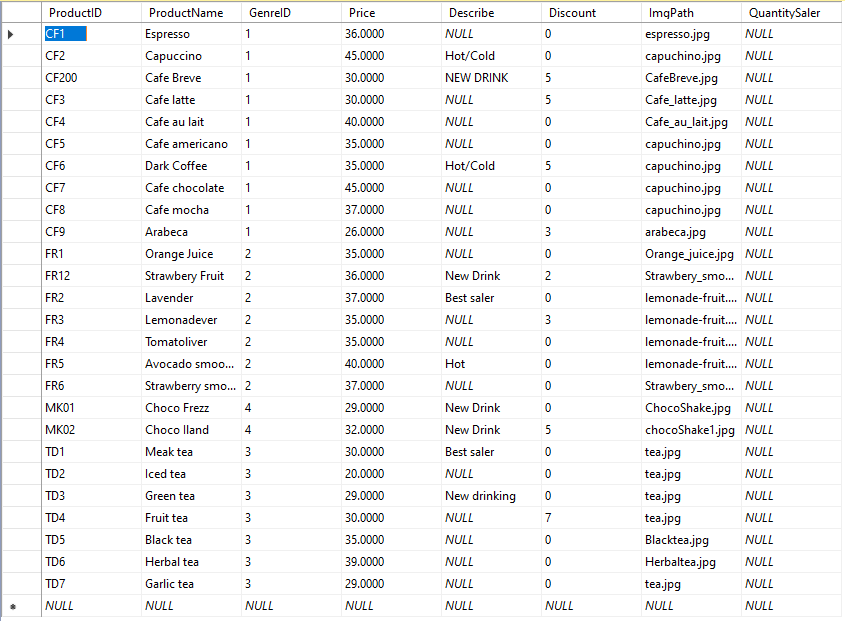 ProductID ProductName GenreID Price Describe Discount ImgPath QuantitySaler
CF1 Espresso 1 36.0000 NULL 0 espresso.jpg NULL
CF2 Capuccino 1 45.0000 Hot/Cold 0 capuchino.jpg NULL
CF200 Cafe Breve 1 30.0000 NEW DRINK 5 CafeBreve.jpg NULL
CF3 Cafe latte 1 30.0000 NULL 5 Cafe_latte.jpg NULL
CF4 Cafe au lait 1 40.0000 NULL 0 Cafe_au_lait.jpg NULL
CF5 Cafe americano 1 35.0000 NULL 0 capuchino.jpg NULL
CF6 Dark Coffee 1 35.0000 Hot/Cold 5 capuchino.jpg NULL
CF7 Cafe chocolate 1 45.0000 NULL 0 capuchino.jpg NULL
CF8 Cafe mocha 1 37.0000 NULL 0 capuchino.jpg NULL
CF9 Arabeca 1 26.0000 NULL 3 arabeca.jpg NULL
FR1 Orange Juice 2 35.0000 NULL 0 Orange_juice.jpg NULL
FR12 Strawbery Fruit 2 36.0000 New Drink 2 Strawbery_smo... NULL
FR2 Lavender 2 37.0000 Best saler 0 lemonade-fruit.... NULL
FR3 Lemonadever 2 35.0000 NULL 3 lemonade-fruit.... NULL
FR4 Tomatoliver 2 35.0000 NULL 0 lemonade-fruit.... NULL
FR5 Avocado smoo... 2 40.0000 Hot 0 lemonade-fruit.... NULL
FR6 Strawberry smo... 2 37.0000 NULL 0 Strawbery_smo... NULL
MK01 Choco Frezz 4 29.0000 New Drink 0 ChocoShake.jpg NULL
MK02 Choco Iland 4 32.0000 New Drink 5 chocoShake1.jpg NULL
TD1 Meak tea 3 30.0000 Best saler 0 tea.jpg NULL
TD2 Iced tea 3 20.0000 NULL 0 tea.jpg NULL
TD3 Green tea 3 29.0000 New drinking 0 tea.jpg NULL
TD4 Fruit tea 3 30.0000 NULL 7 tea.jpg NULL
TD5 Black tea 3 35.0000 NULL 0 Blacktea.jpg NULL
TD6 Herbal tea 3 39.0000 NULL 0 Herbaltea.jpg NULL
TD7 Garlic tea 3 29.0000 NULL 0 tea.jpg NULL
NULL NULL NULL NULL NULL NULL NULL NULL